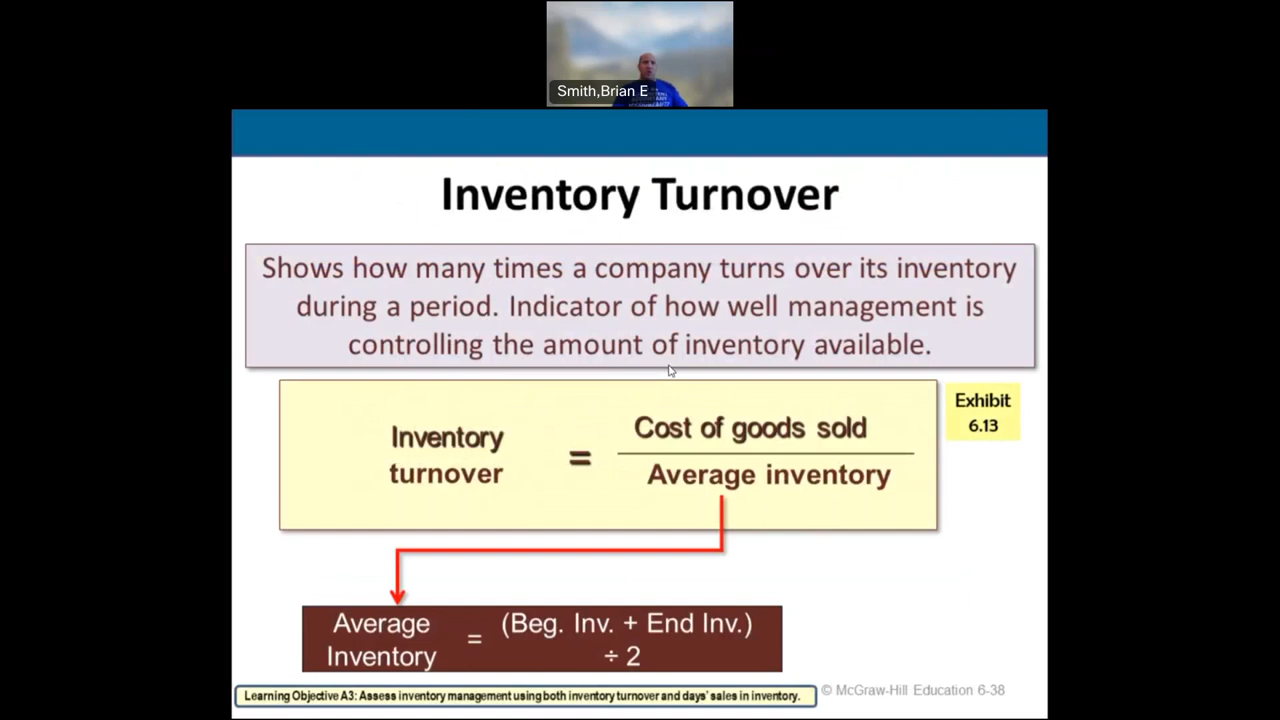 Smith,Brian E
Inventory Turnover
Shows how many times a company turns over its inventory
during a period. Indicator of how well management is
controlling the amount of inventory available.
Inventory
turnover
=
Cost of goods sold
Average inventory
Exhibit
6.13
Average
Inventory
=
(Beg. Inv. + End Inv.)
÷ 2
Learning Objective A3: Assess inventory management using both inventory turnover and days' sales in inventory.
© McGraw-Hill Education 6-38